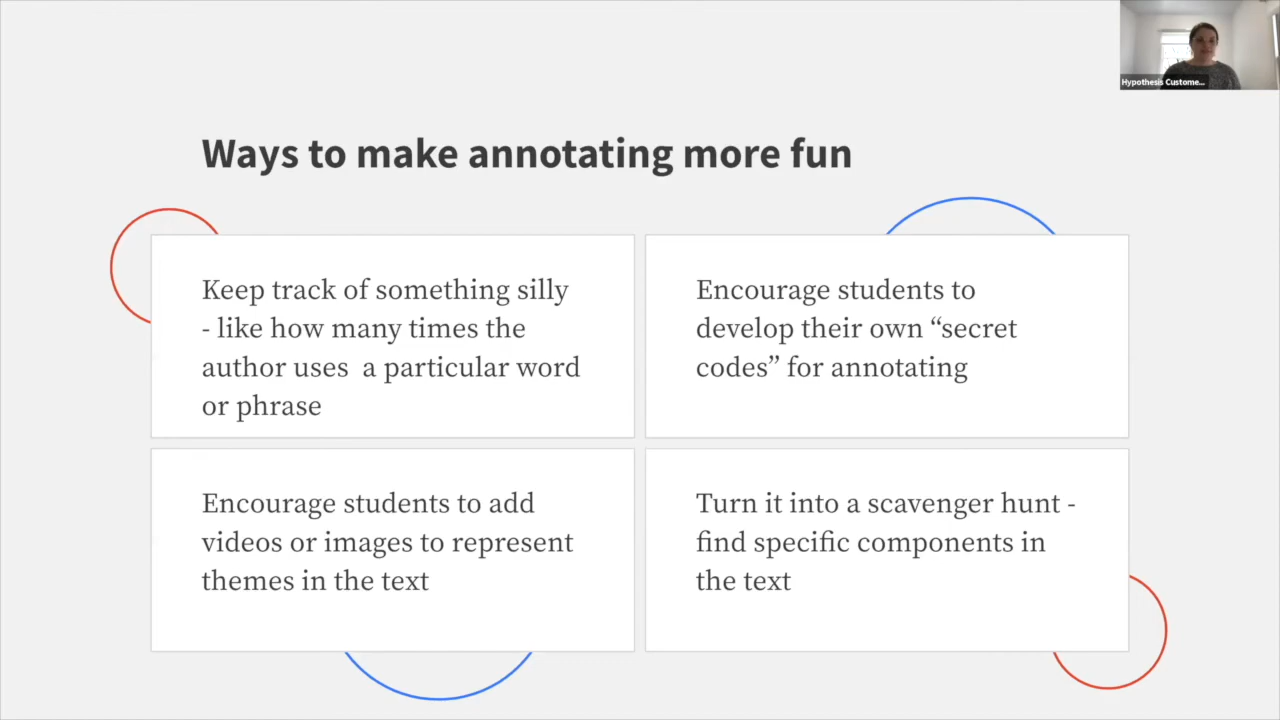 Hypothesis Custome...
Ways to make annotating more fun
Keep track of something silly
- like how many times the
author uses  a particular word
or phrase
Encourage students to
develop their own “secret
codes” for annotating
Encourage students to add
videos or images to represent
themes in the text
Turn it into a scavenger hunt -
find specific components in
the text